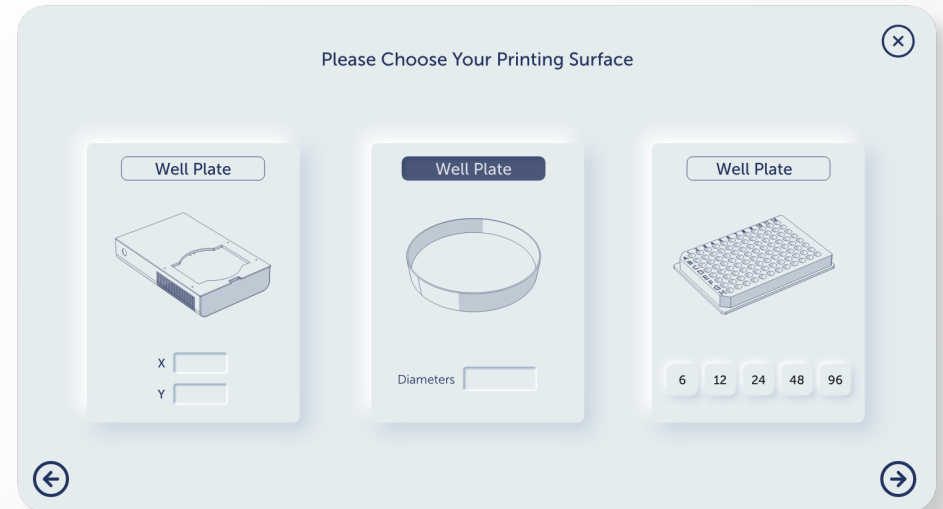 Please Choose Your Printing Surface
Well Plate
X
Y
Well Plate
Diameters
Well Plate
6 12 24 48 96